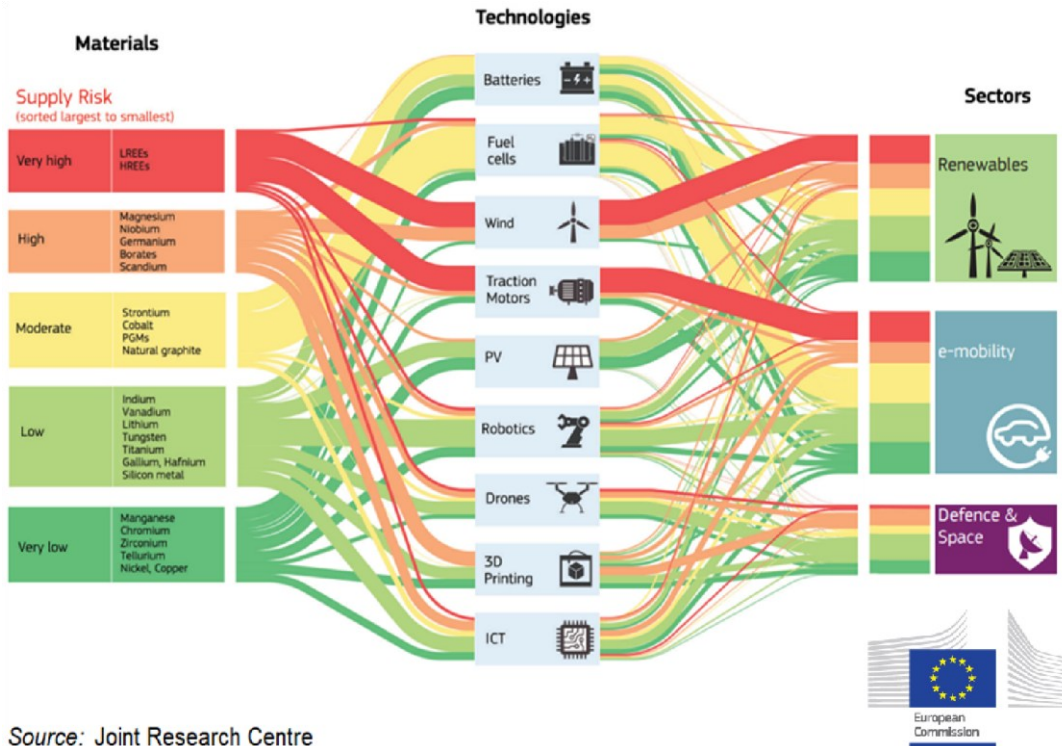 Technologies
Materials
Supply Risk
(sorted largest to smallest)
Very high
LREEs
HREEs
High
Magnesium
Niobium
Germanium
Borates
Scandium
Moderate
Strontium
Cobalt
PGMs
Natural graphite
Low
Indium
Vanadium
Lithium
Tungsten
Titanium
Gallium, Hafnium
Silicon metal
Very low
Manganese
Chromium
Zirconium
Tellurium
Nickel, Copper
Batteries
Fuel
cells
Wind
Traction
Motors
PV
Robotics
Drones
3D
Printing
ICT
Sectors
Renewables
e-mobility
Defence &
Space
European
Commission
Source: Joint Research Centre